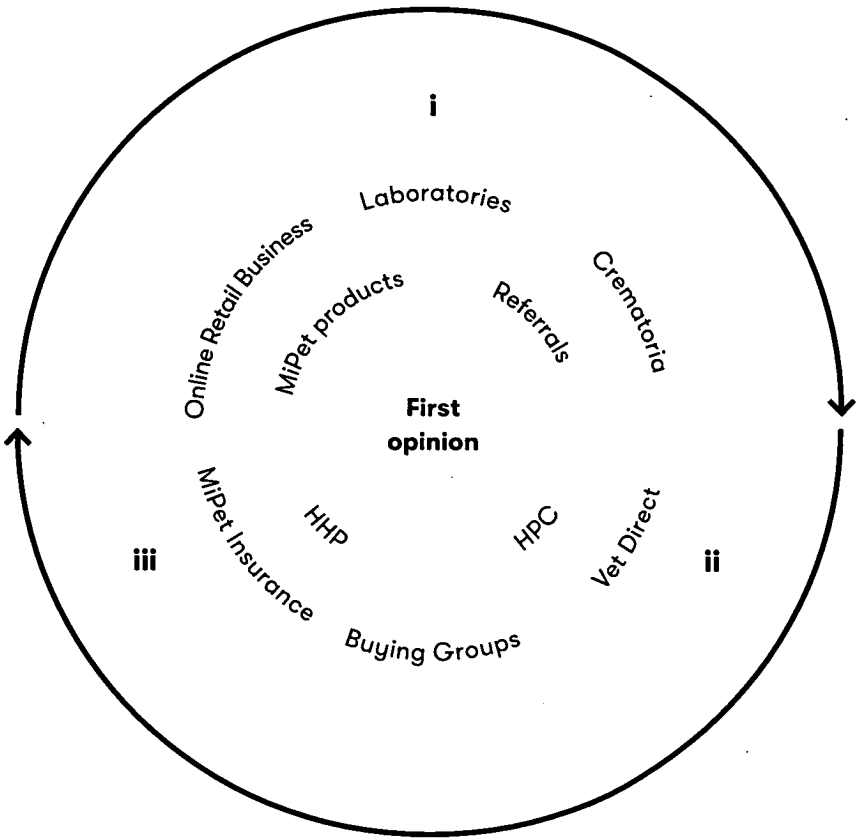 i
Laboratories
Online Retail Business
Crematoria
MiPet products
Referrals
First
opinion
MiPet Insurance
HHP
HPC
Vet Direct
iii
ii
Buying Groups